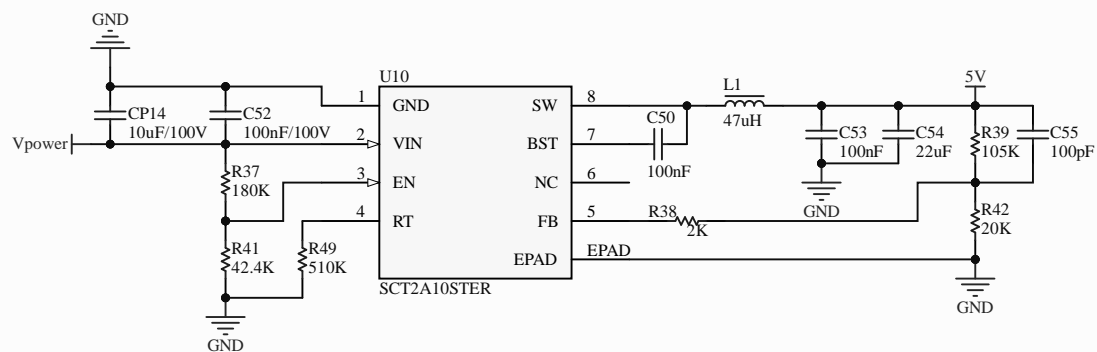 GND
U10
CP14
10uF/100V
C52
100nF/100V
Vpower
1
GND
2
VIN
3
EN
4
RT
SW
8
BST
7
NC
6
FB
5
EPAD
EPAD
SCT2A10STER
R37
180K
R41
42.4K
R49
510K
GND
C50
100nF
L1
47uH
R38
2K
C53
100nF
C54
22uF
GND
5V
R39
105K
C55
100pF
R42
20K
GND